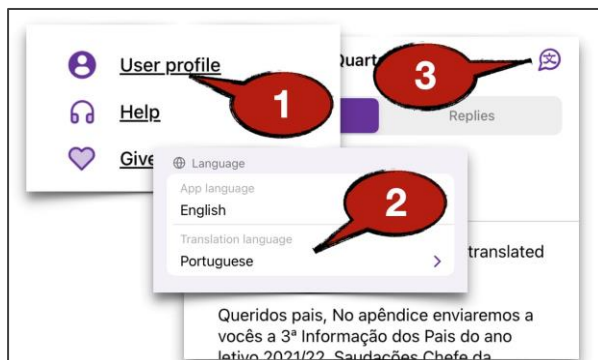 User profile
Help
Give
1
Quart
3
Replies
Language
App language
English
Translation language
Portuguese
2
translated
Queridos pais, No apêndice enviaremos a
vocês a 3ª Informação dos Pais do ano
letivo 2021/22. Saudações Chefe da